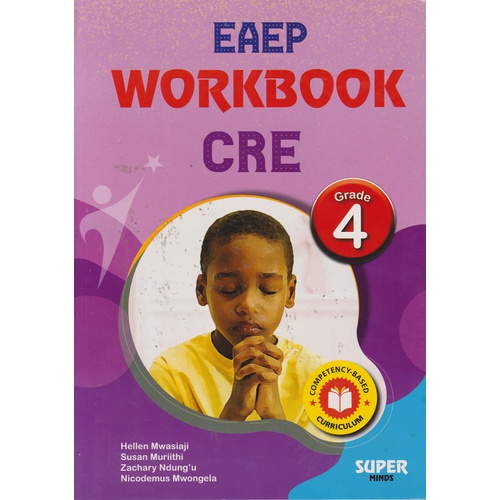 EAEP
WORKBOOK
CRE
Grade
4
COMPETENCY-BASED
CURRICULUM
Hellen Mwasiaji
Susan Muriithi
Zachary Ndung'u
Nicodemus Mwongela
SUPER
MINDS